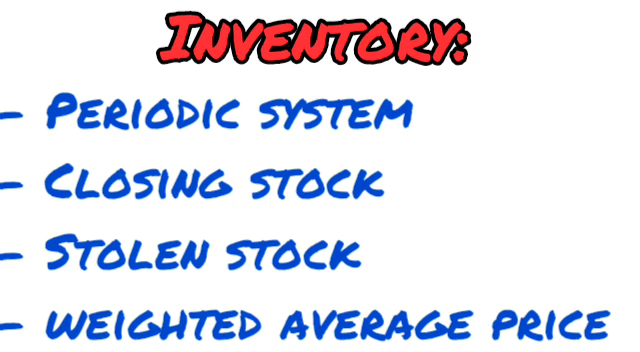 Inventory:
- Periodic system
- Closing stock
- Stolen stock
- weighted average price